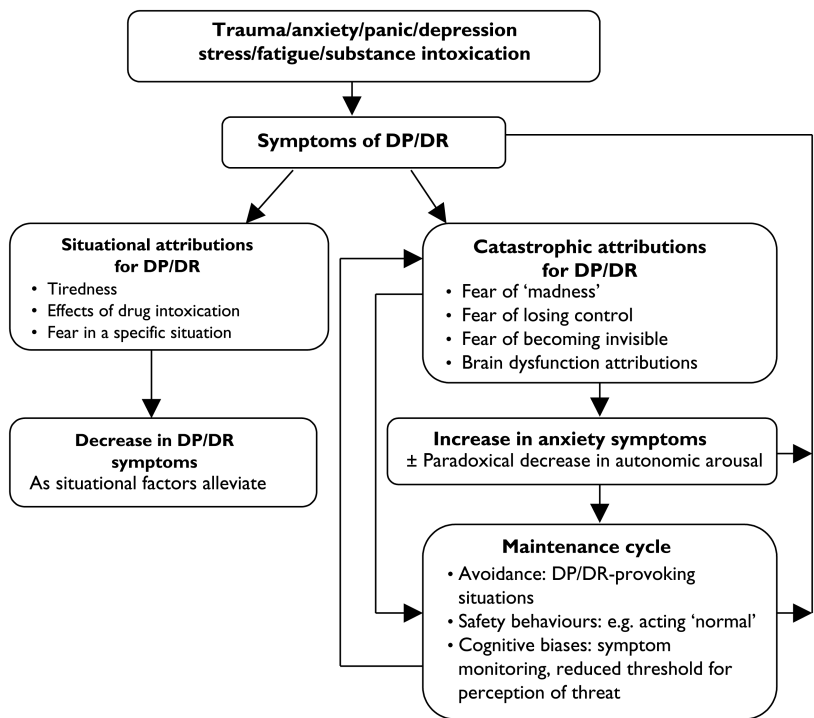 Trauma/anxiety/panic/depression
stress/fatigue/substance intoxication
Symptoms of DP/DR
Situational attributions
for DP/DR
• Tiredness
• Effects of drug intoxication
• Fear in a specific situation
Catastrophic attributions
for DP/DR
• Fear of ‘madness’
• Fear of losing control
• Fear of becoming invisible
• Brain dysfunction attributions
Decrease in DP/DR
symptoms
As situational factors alleviate
Increase in anxiety symptoms
± Paradoxical decrease in autonomic arousal
Maintenance cycle
• Avoidance: DP/DR-provoking
situations
• Safety behaviours: e.g. acting ‘normal’
• Cognitive biases: symptom
monitoring, reduced threshold for
perception of threat